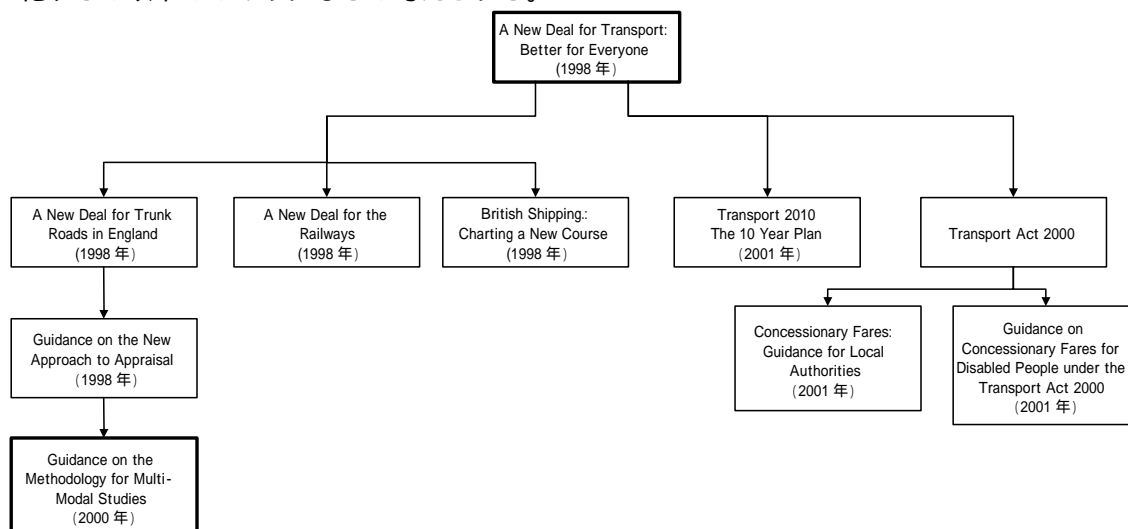 A New Deal for Transport:
Better for Everyone
(1998 年)
A New Deal for Trunk
Roads in England
(1998 年)
A New Deal for the
Railways
(1998 年)
British Shipping.:
Charting a New Course
(1998 年)
Transport 2010
The 10 Year Plan
(2001 年)
Transport Act 2000
Guidance on the New
Approach to Appraisal
(1998 年)
Concessionary Fares:
Guidance for Local
Authorities
(2001 年)
Guidance on
Concessionary Fares for
Disabled People under the
Transport Act 2000
(2001 年)
Guidance on the
Methodology for Multi-
Modal Studies
(2000 年)